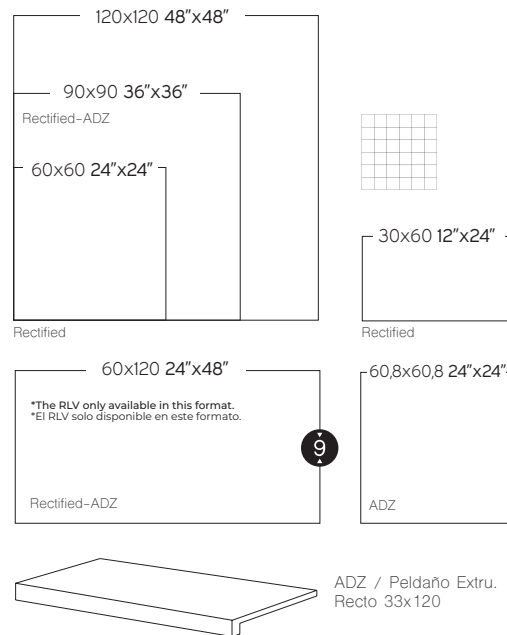 120x120 48”x48”
90x90 36”x36”
Rectified-ADZ
60x60 24”x24”
Rectified
30x60 12”x24”
Rectified
60x120 24”x48”
*The RLV only available in this format.
*El RLV solo disponible en este formato.
9
Rectified-ADZ
60,8x60,8 24”x24”
ADZ
ADZ / Peldaño Extru.
Recto 33x120